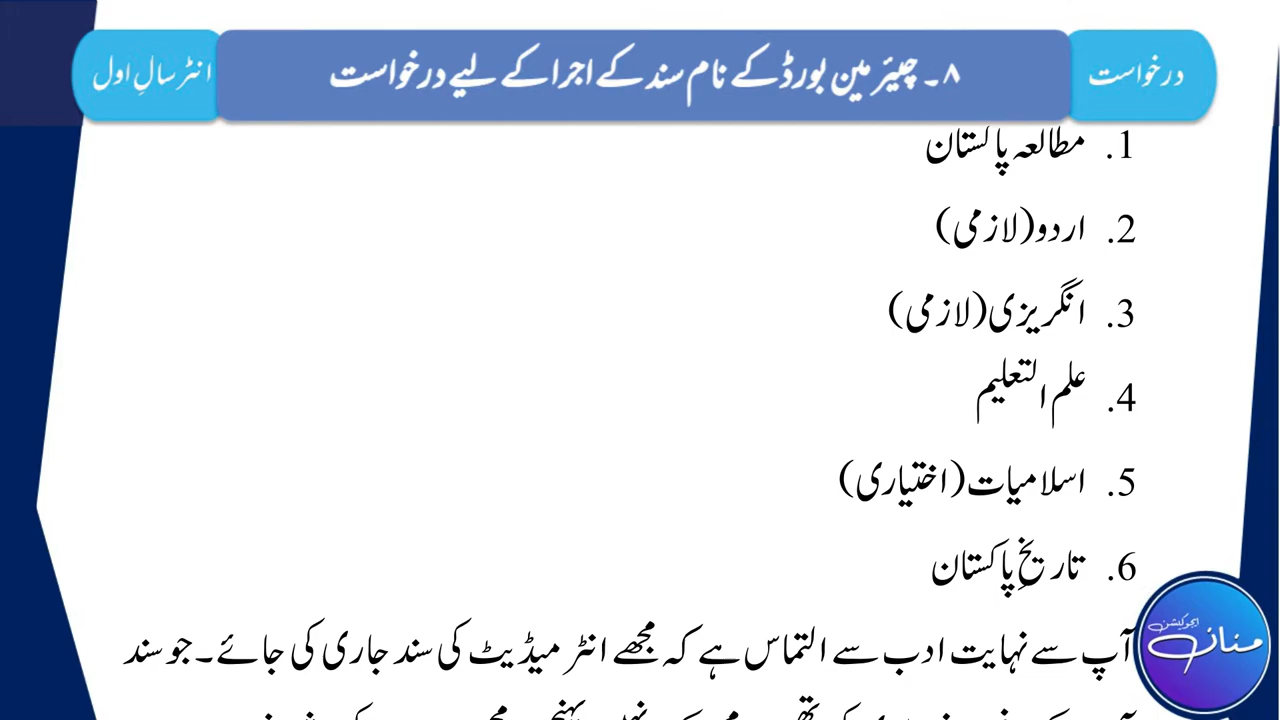 درخواست
۸۔ چیئرمین بورڈ کے نام سند کے اجرا کے لیے درخواست
انٹر سالِ اول
1. مطالعہ پاکستان
2. اردو(لازمی)
3. انگریزی(لازمی)
4. علم التعلیم
5. اسلامیات(اختیاری)
6. تاریخِ پاکستان
آپ سے نہایت ادب سے التماس ہے کہ مجھے انٹر میڈیٹ کی سند جاری کی جائے۔ جو سند
ایجوکیشن